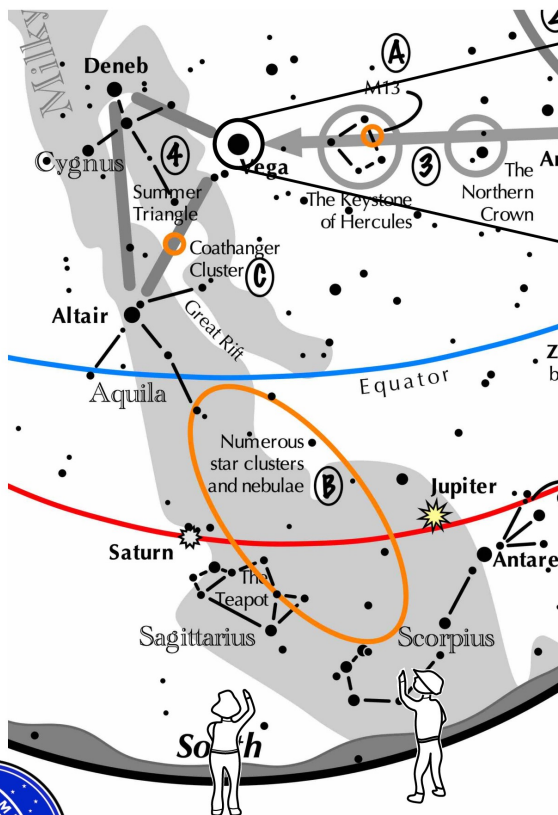 Milky
Deneb
A
M13
Cygnus
4
Vega
3
Summer
Triangle
The Keystone
of Hercules
The
Northern
Crown
Coathanger
Cluster
C
Altair
Great Rift
Equator
Aquila
Numerous
star clusters
and nebulae
B
Jupiter
Saturn
Antare
The
Teapot
Sagittarius
Scorpius
South
M